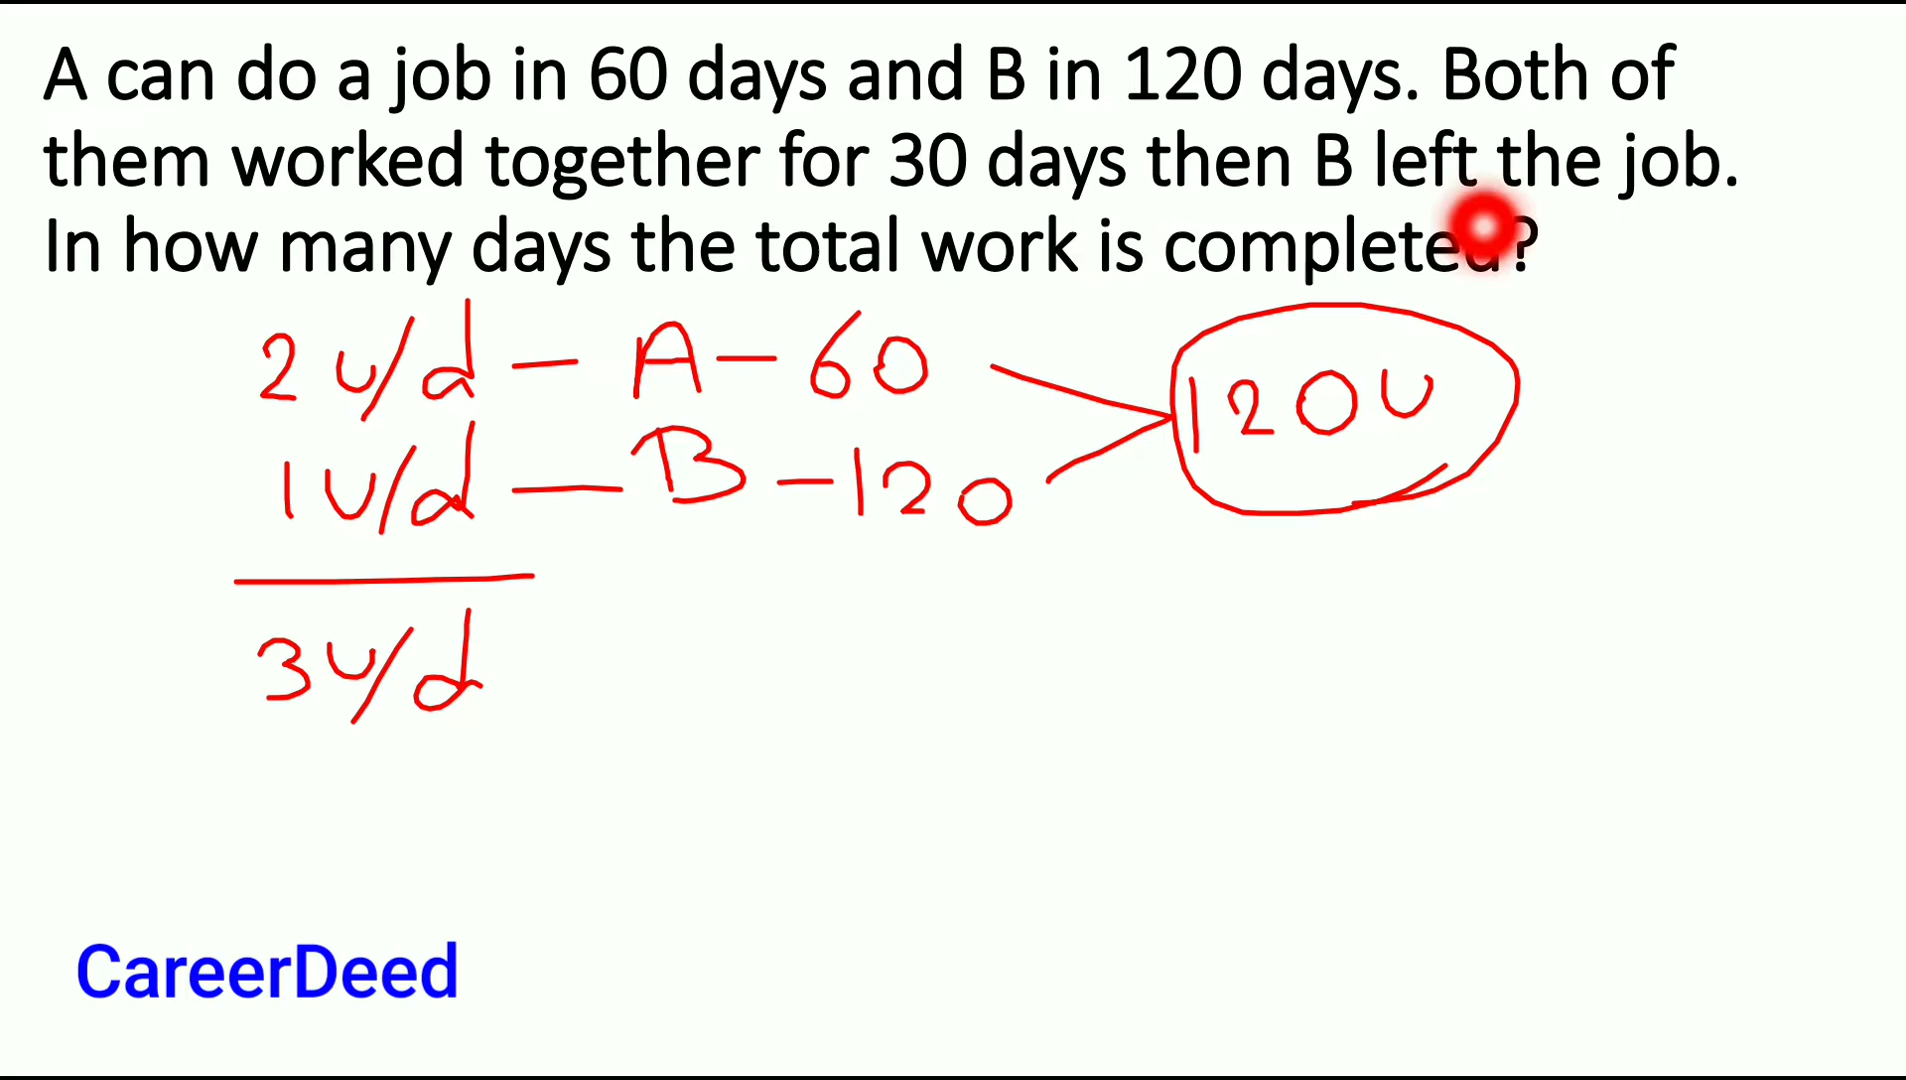 A can do a job in 60 days and B in 120 days. Both of
them worked together for 30 days then B left the job.
In how many days the total work is completed?
2 u/d — A — 60
120 U
1 U/d — B — 120
3 U/d
CareerDeed